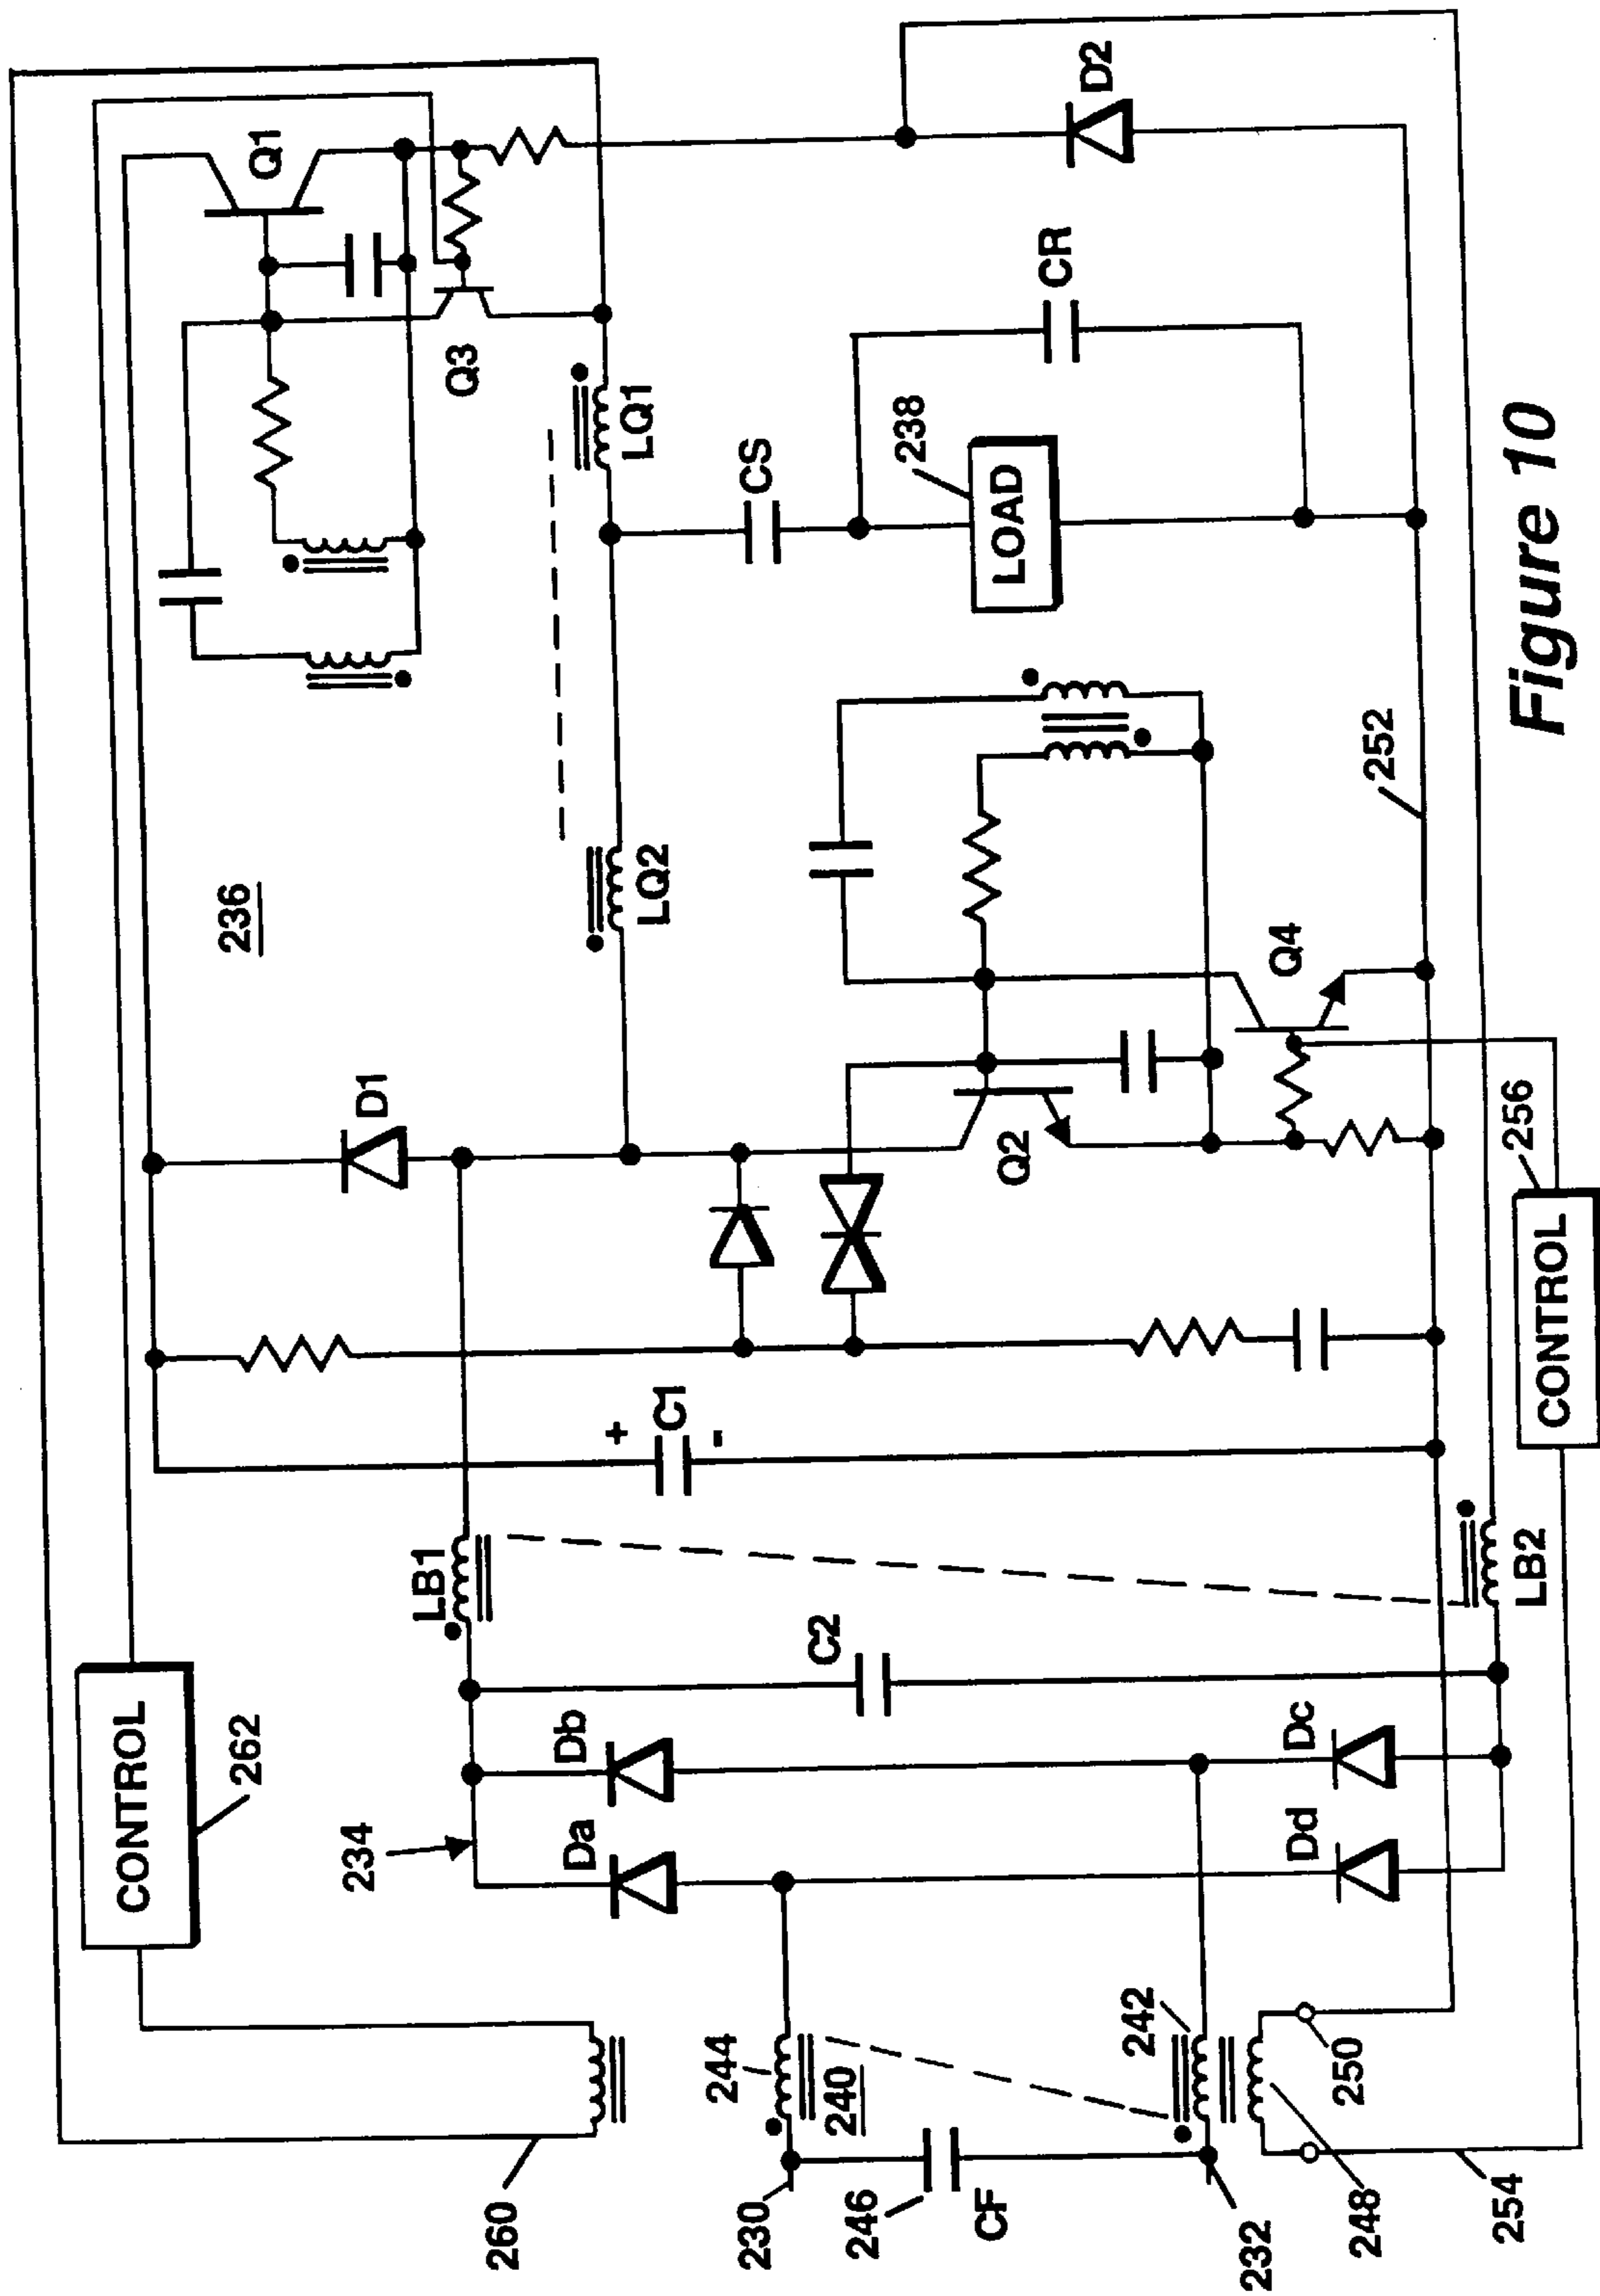 CONTROL
262
236
Q1
Q3
D1
LB1
LQ2
LQ1
234
Da
Db
C2
C1
+
-
CS
238
LOAD
CR
D2
260
244
240
230
246
CF
242
232
248
250
254
Dd
Dc
LB2
Q2
Q4
252
CONTROL
256
Figure 10